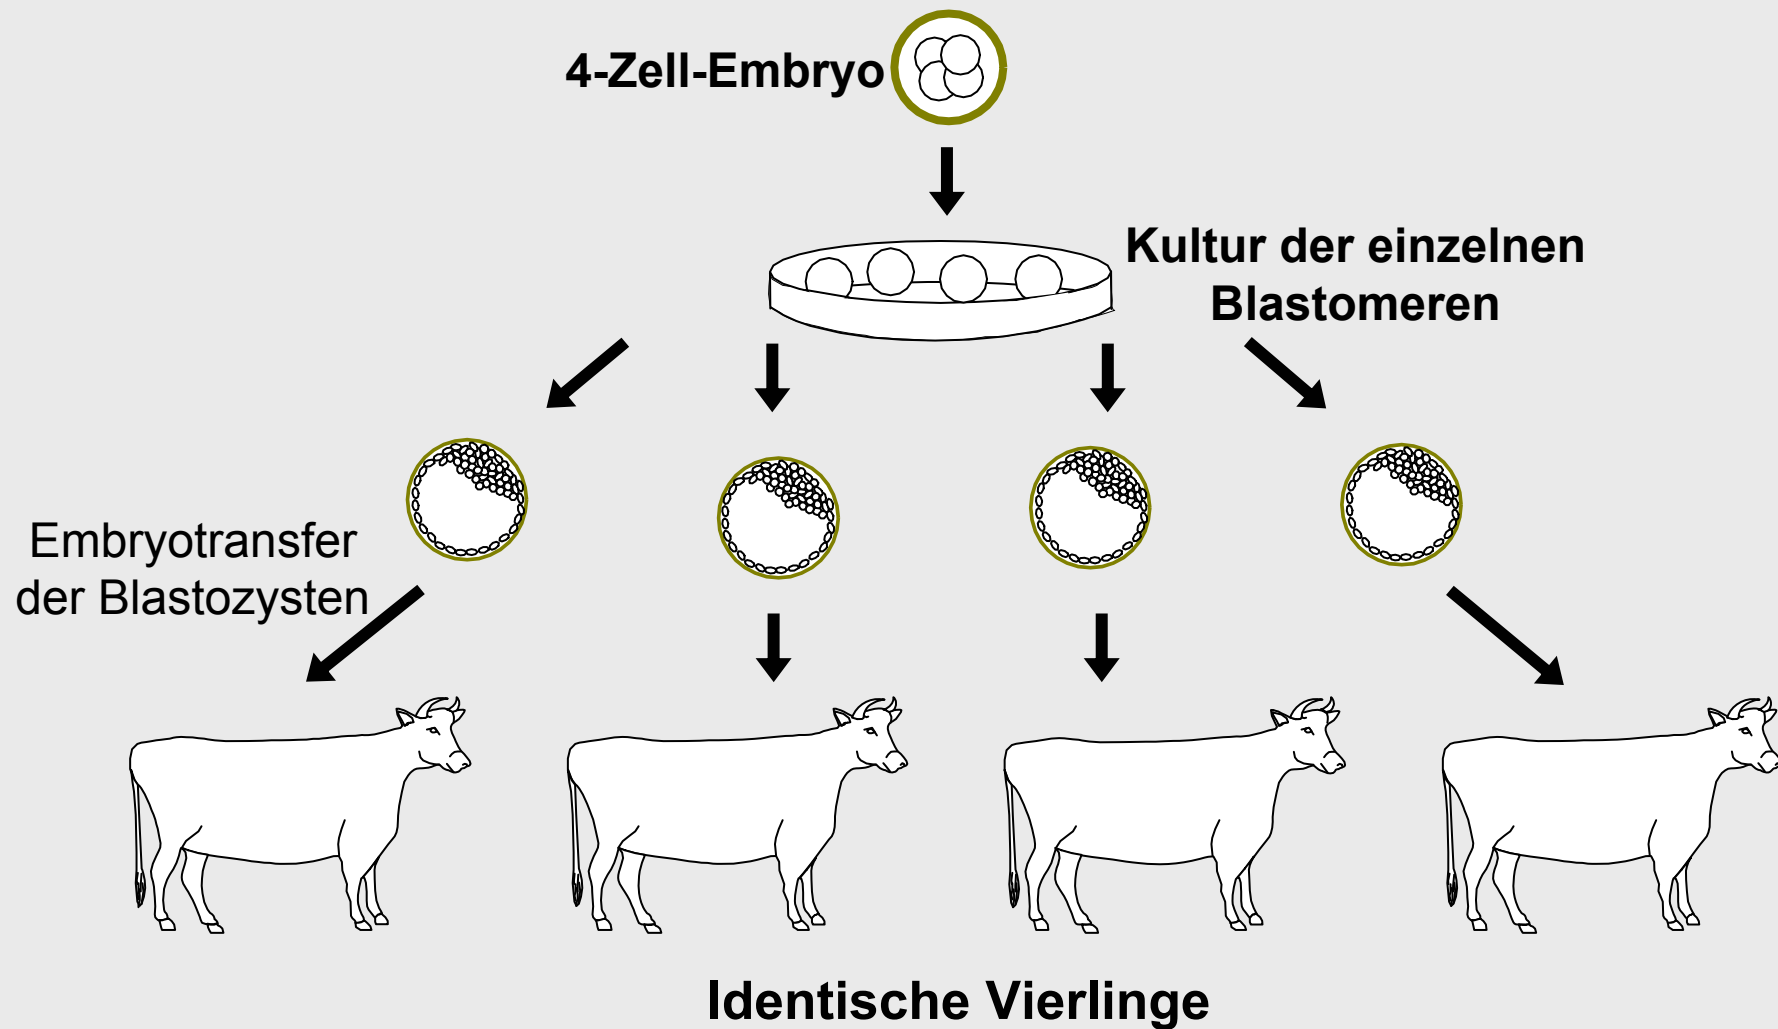 4-Zell-Embryo
Kultur der einzelnen
Blastomeren
Embryotransfer
der Blastozysten
Identische Vierlinge